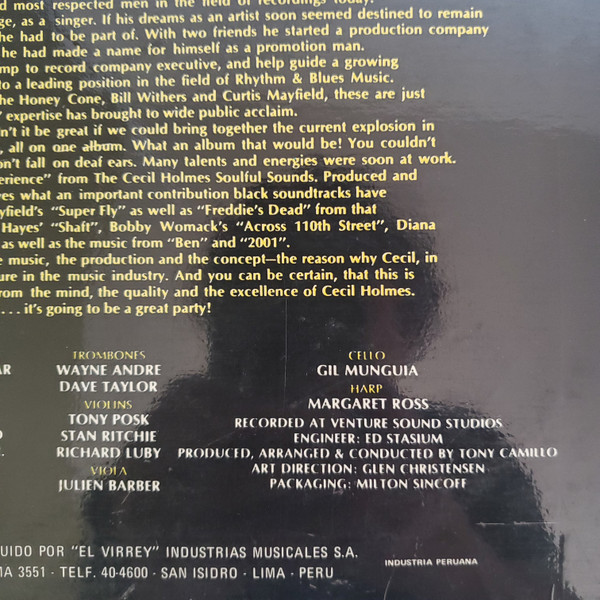 d most respected men in the field of recordings today.
ge, as a singer. If his dreams as an artist soon seemed destined to remain
he had to be part of. With two friends he started a production company
he had made a name for himself as a promotion man.
mp to record company executive, and help guide a growing
to a leading position in the field of Rhythm & Blues Music.
he Honey Cone, Bill Withers and Curtis Mayfield, these are just
' expertise has brought to wide public acclaim.
n't it be great if we could bring together the current explosion in
, all on one album. What an album that would be! You couldn't
on't fall on deaf ears. Many talents and energies were soon at work.
erience" from The Cecil Holmes Soulful Sounds. Produced and
ves what an important contribution black soundtracks have
yfield's "Super Fly" as well as "Freddie's Dead" from that
Hayes' "Shaft", Bobby Womack's "Across 110th Street", Diana
as well as the music from "Ben" and "2001".
e music, the production and the concept—the reason why Cecil, in
ure in the music industry. And you can be certain, that this is
rom the mind, the quality and the excellence of Cecil Holmes.
... it's going to be a great party!
AR
TROMBONES
WAYNE ANDRE
DAVE TAYLOR
VIOLINS
TONY POSK
STAN RITCHIE
RICHARD LUBY
VIOLA
JULIEN BARBER
CELLO
GIL MUNGUIA
HARP
MARGARET ROSS
RECORDED AT VENTURE SOUND STUDIOS
ENGINEER: ED STASIUM
PRODUCED, ARRANGED & CONDUCTED BY TONY CAMILLO
ART DIRECTION: GLEN CHRISTENSEN
PACKAGING: MILTON SINCOFF
UIDO POR "EL VIRREY" INDUSTRIAS MUSICALES S.A.
MA 3551 · TELF. 40-4600 · SAN ISIDRO · LIMA · PERU
INDUSTRIA PERUANA